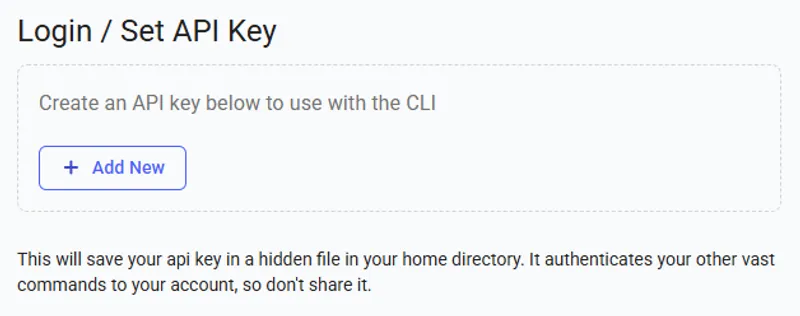 Login / Set API Key
Create an API key below to use with the CLI
+ Add New
This will save your api key in a hidden file in your home directory. It authenticates your other vast
commands to your account, so don't share it.